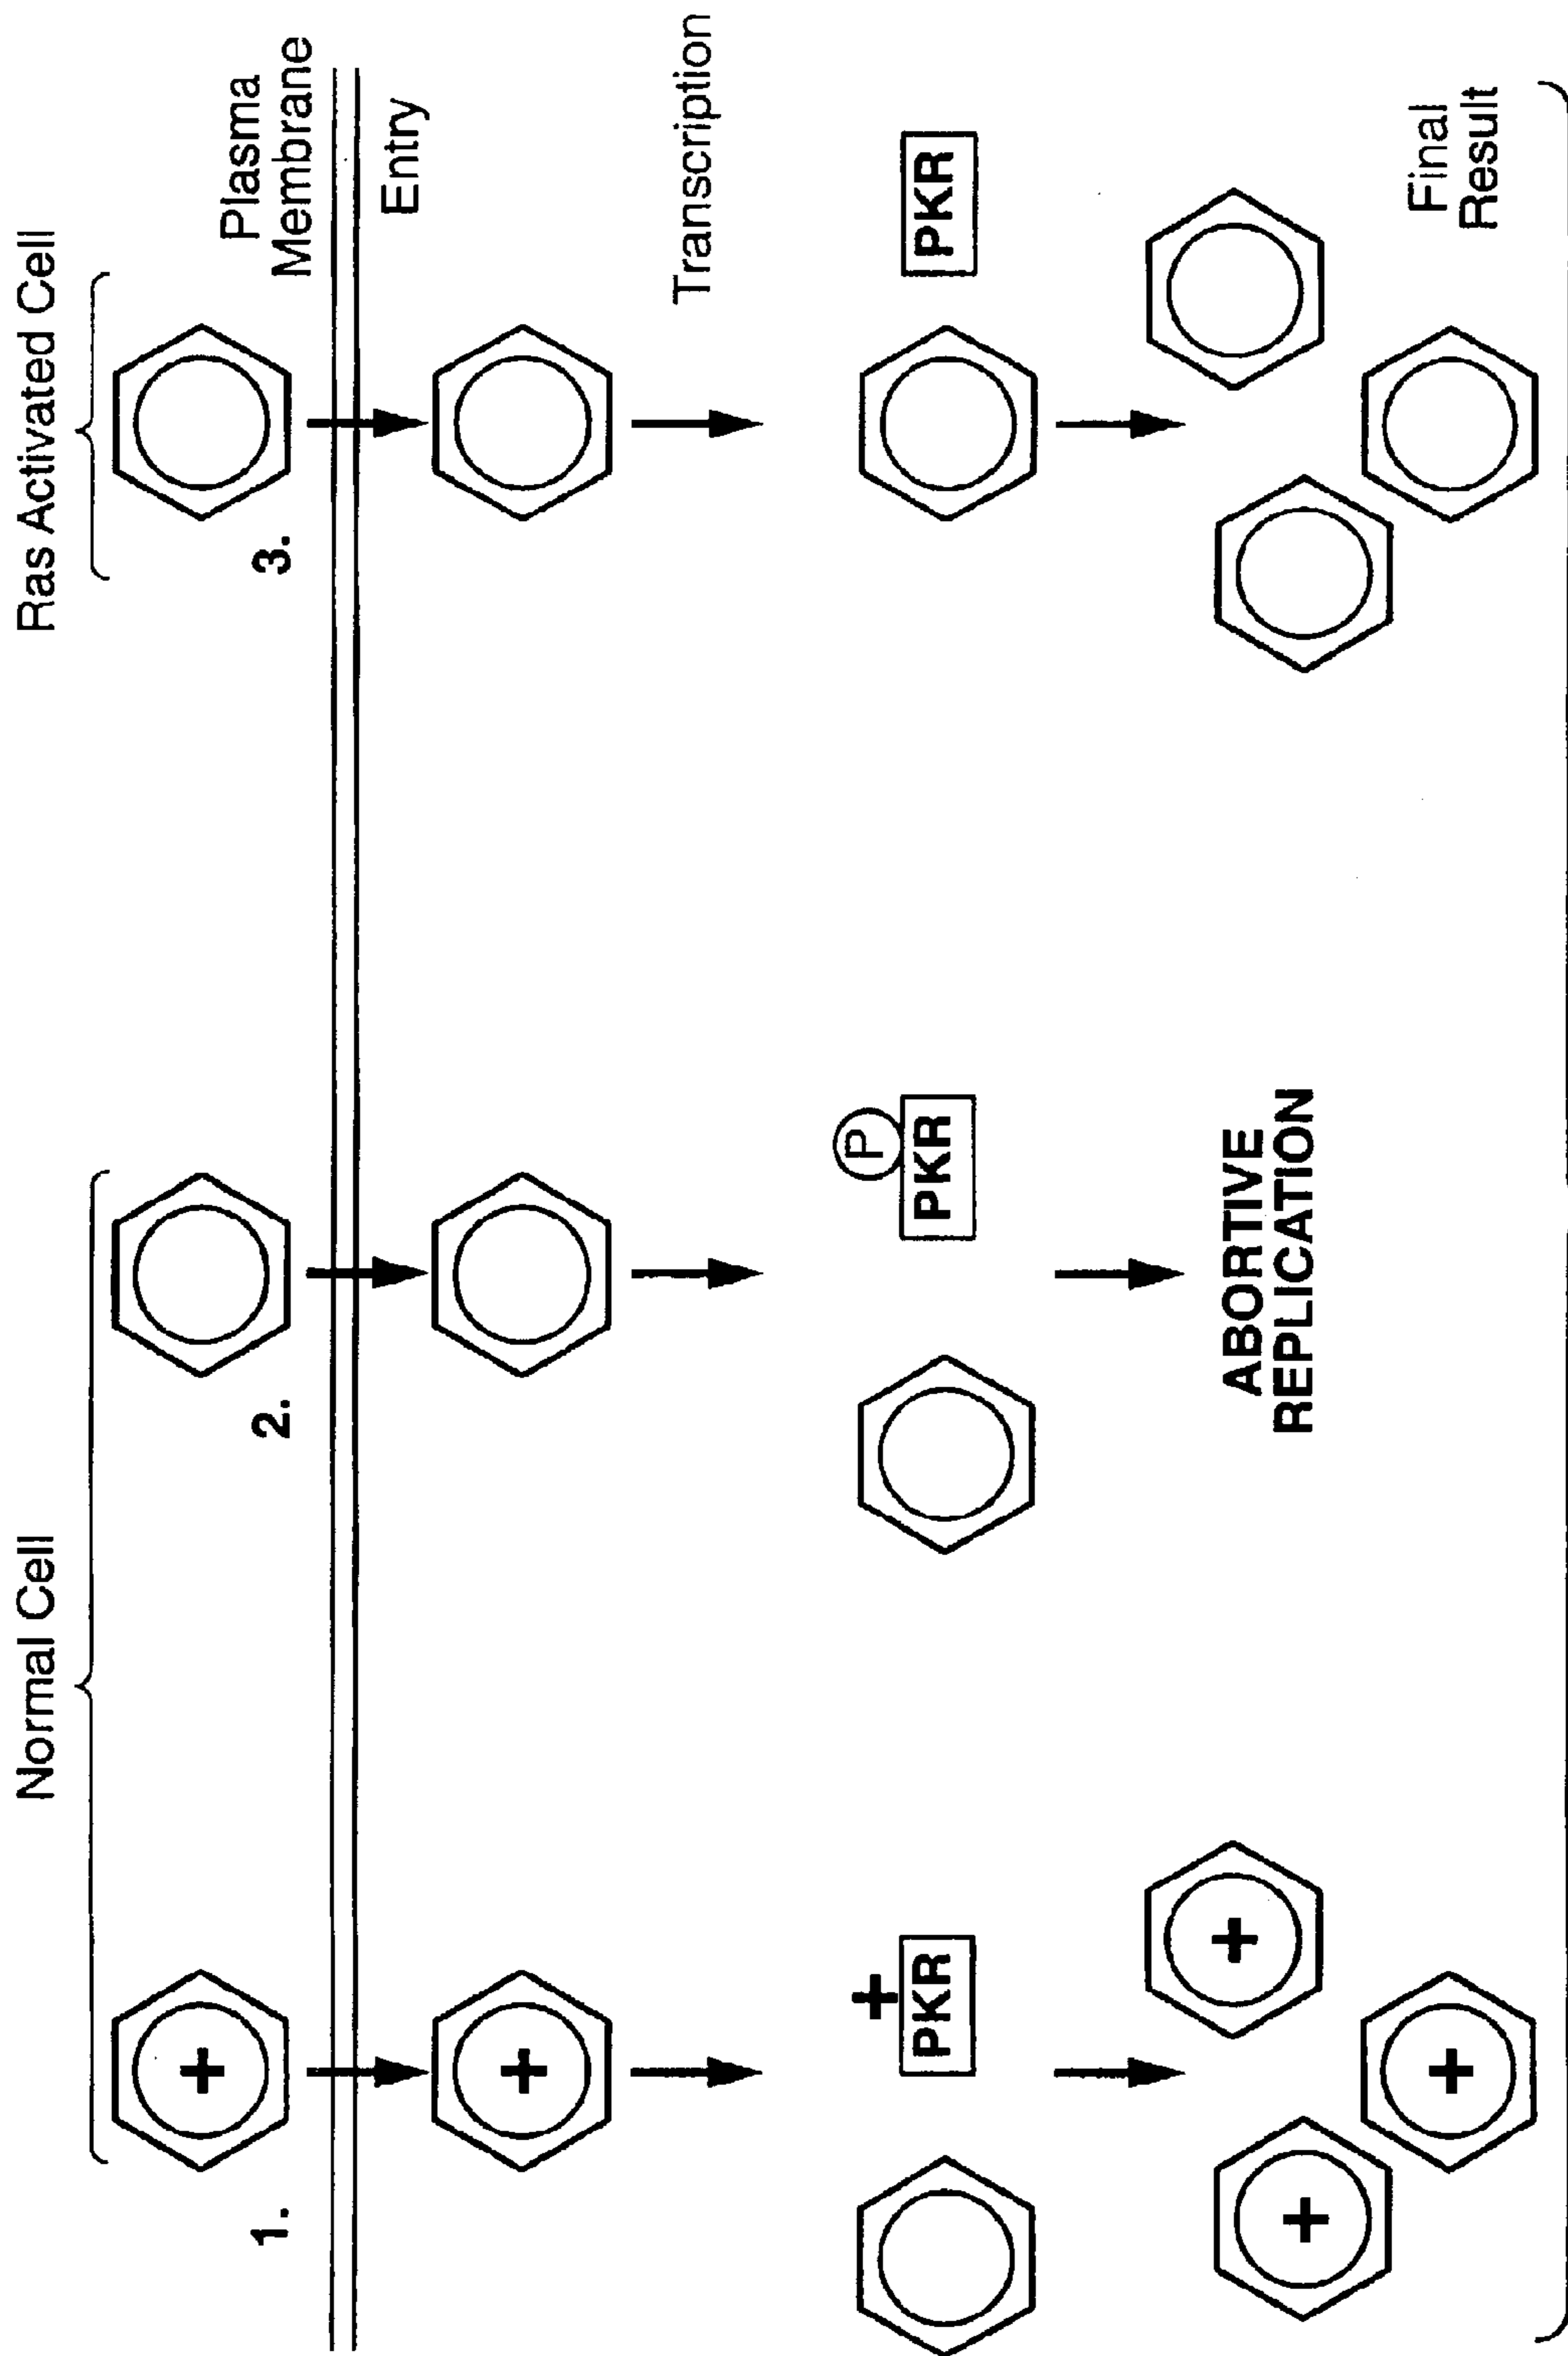 Normal Cell
Ras Activated Cell
1.
2.
3.
Plasma
Membrane
Entry
Transcription
+
+
+
PKR
P
PKR
PKR
+
+
+
ABORTIVE
REPLICATION
Final
Result